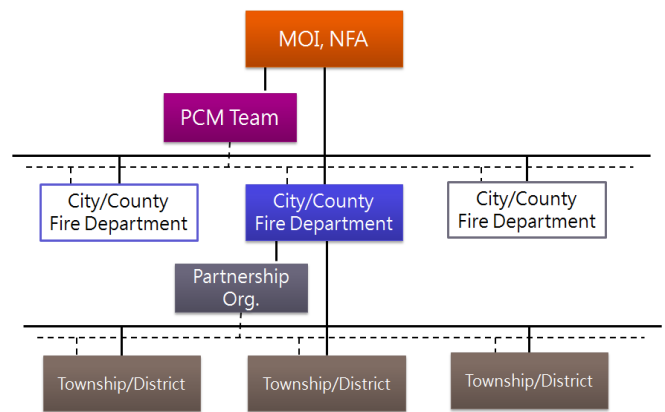 MOI, NFA
PCM Team
City/County
Fire Department
City/County
Fire Department
City/County
Fire Department
Partnership
Org.
Township/District
Township/District
Township/District